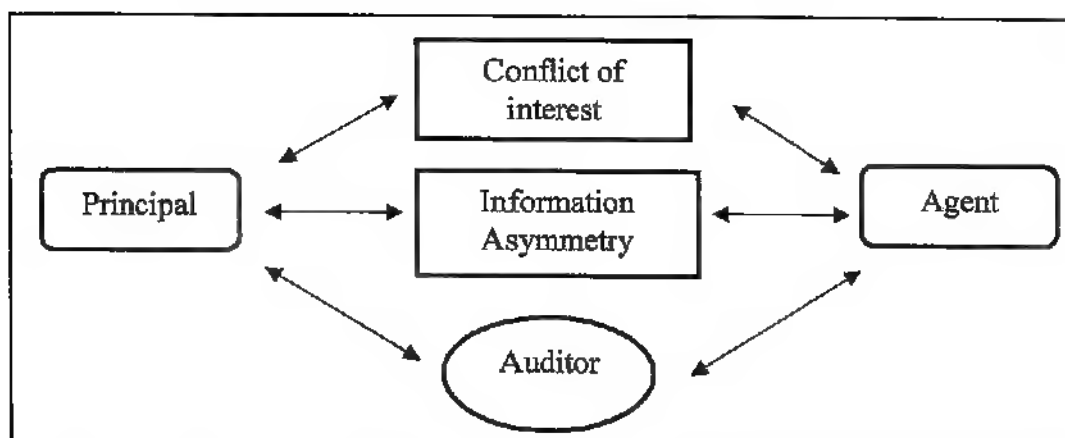 Conflict of
interest
Principal
Information
Asymmetry
Agent
Auditor